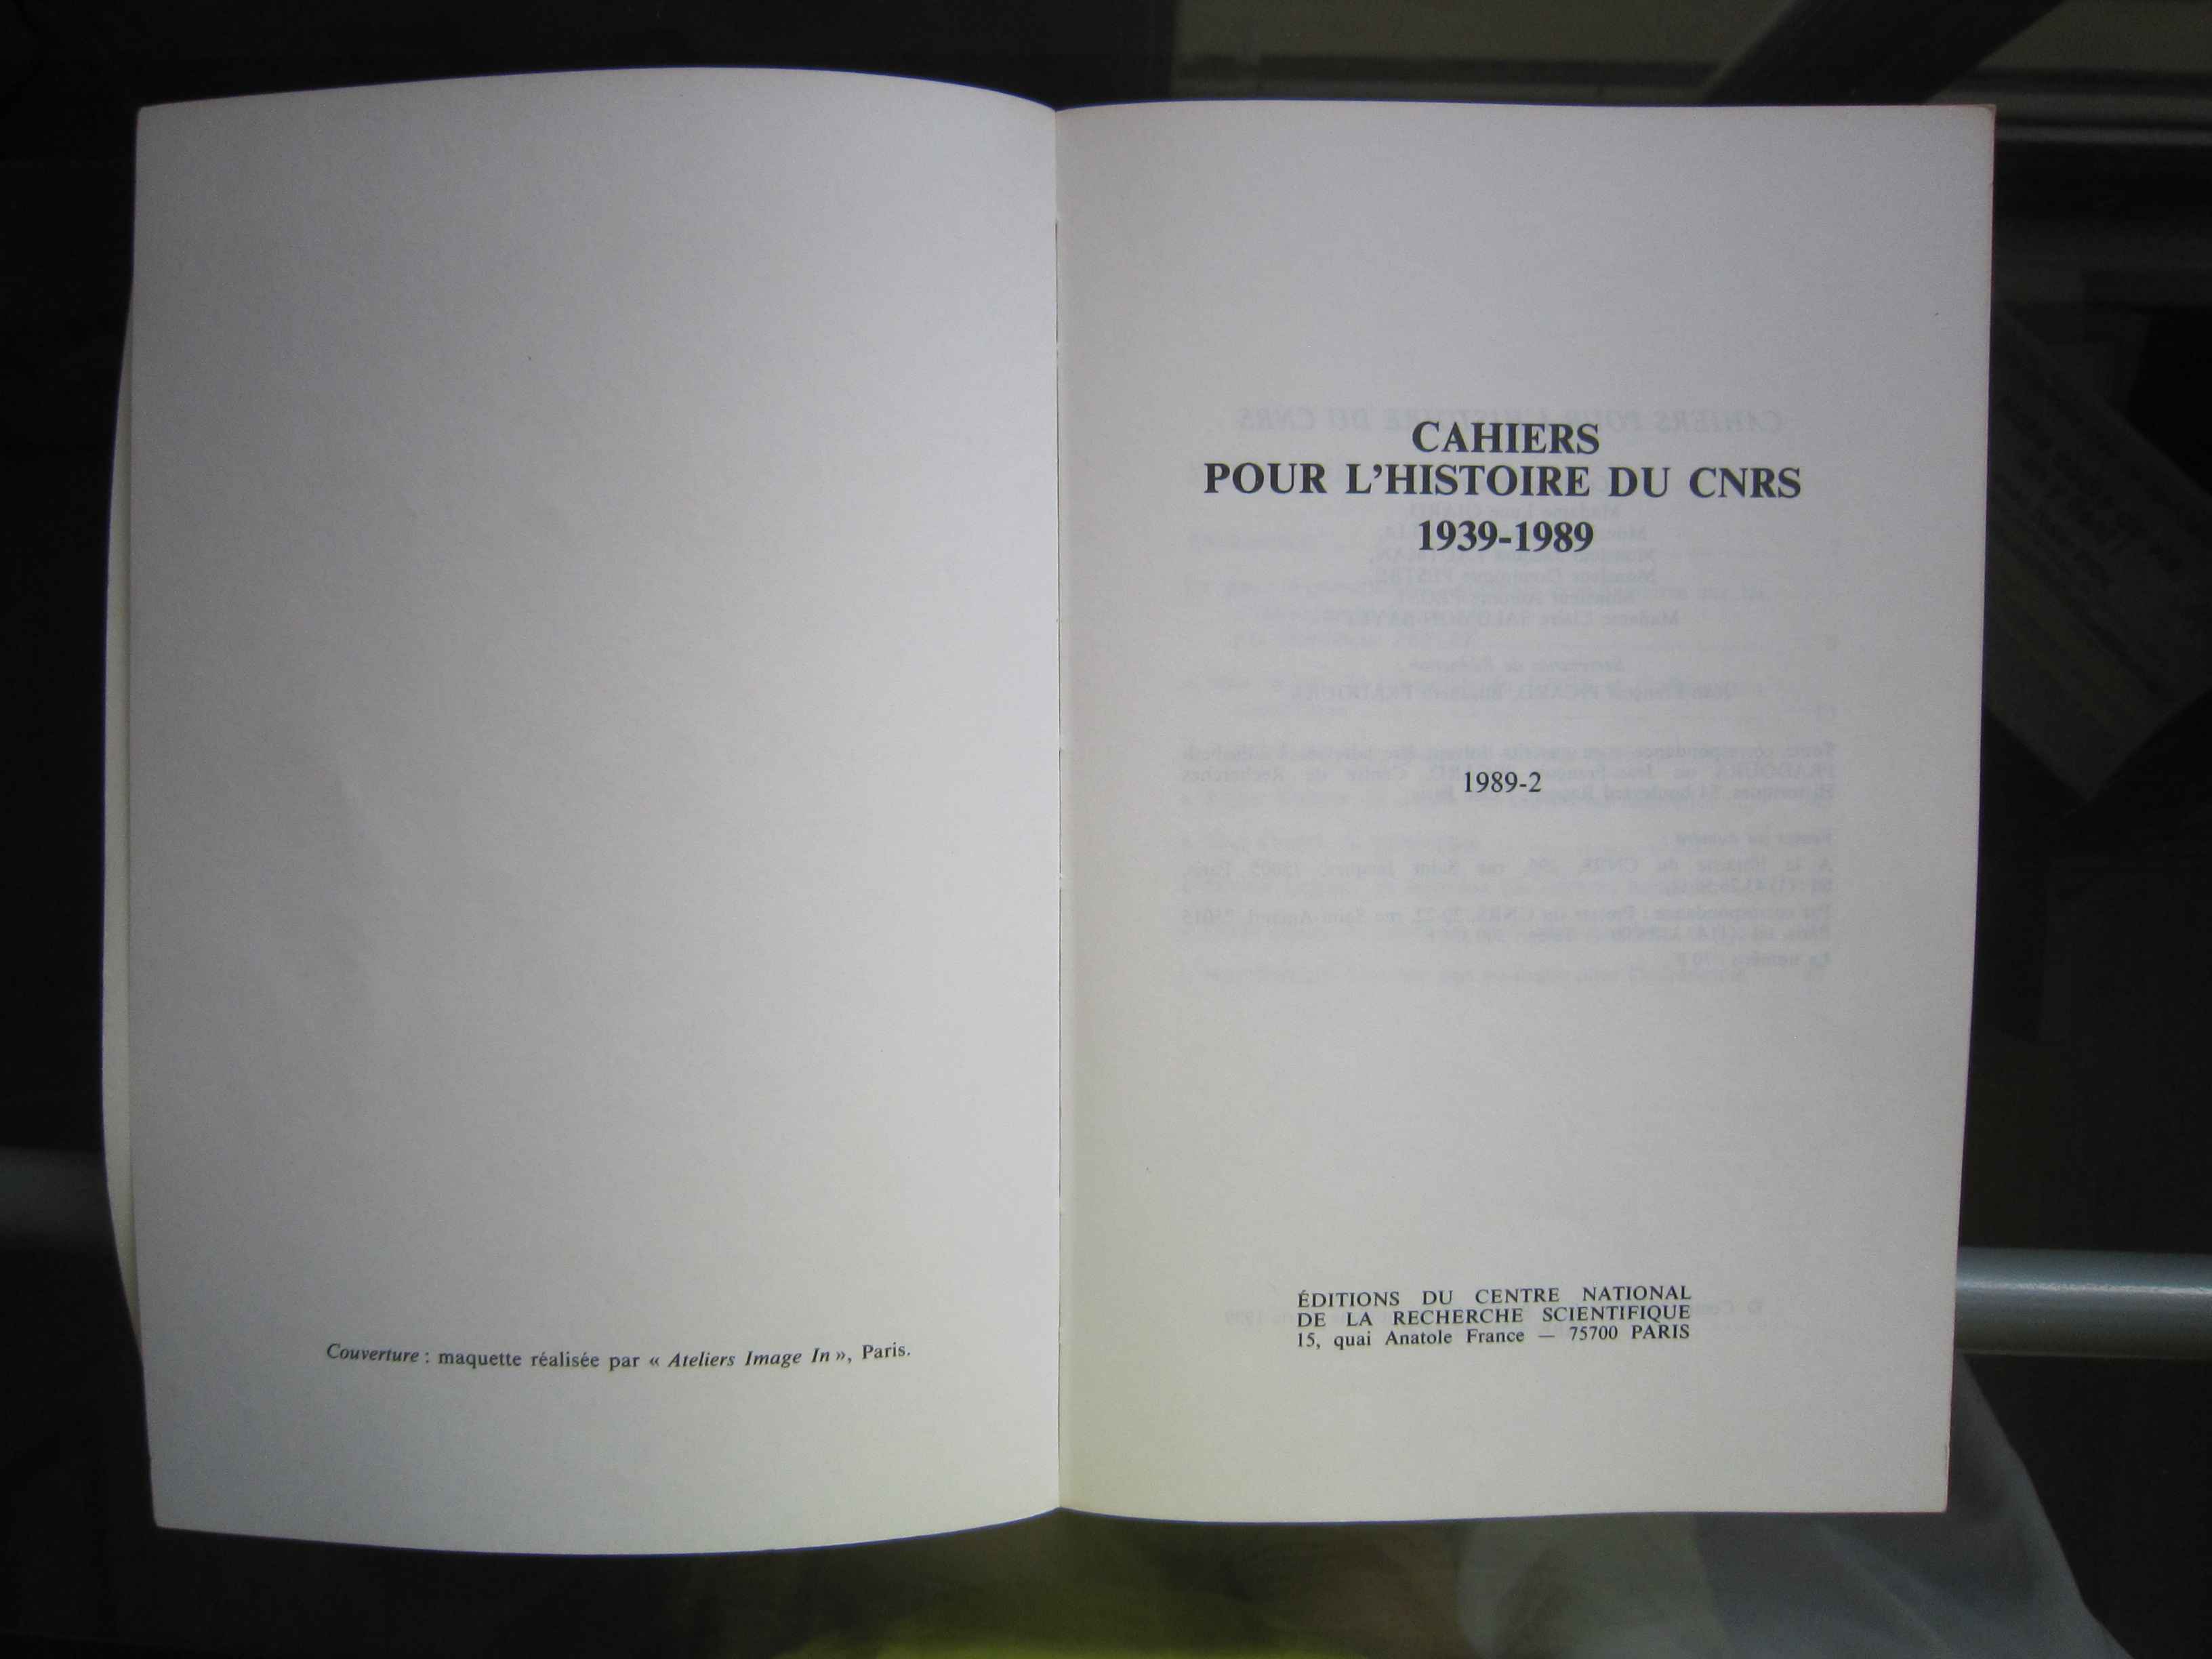 Couverture : maquette réalisée par « Ateliers Image In », Paris.
CAHIERS
POUR L'HISTOIRE DU CNRS
1939-1989
1989-2
ÉDITIONS DU CENTRE NATIONAL
DE LA RECHERCHE SCIENTIFIQUE
15, quai Anatole France — 75700 PARIS